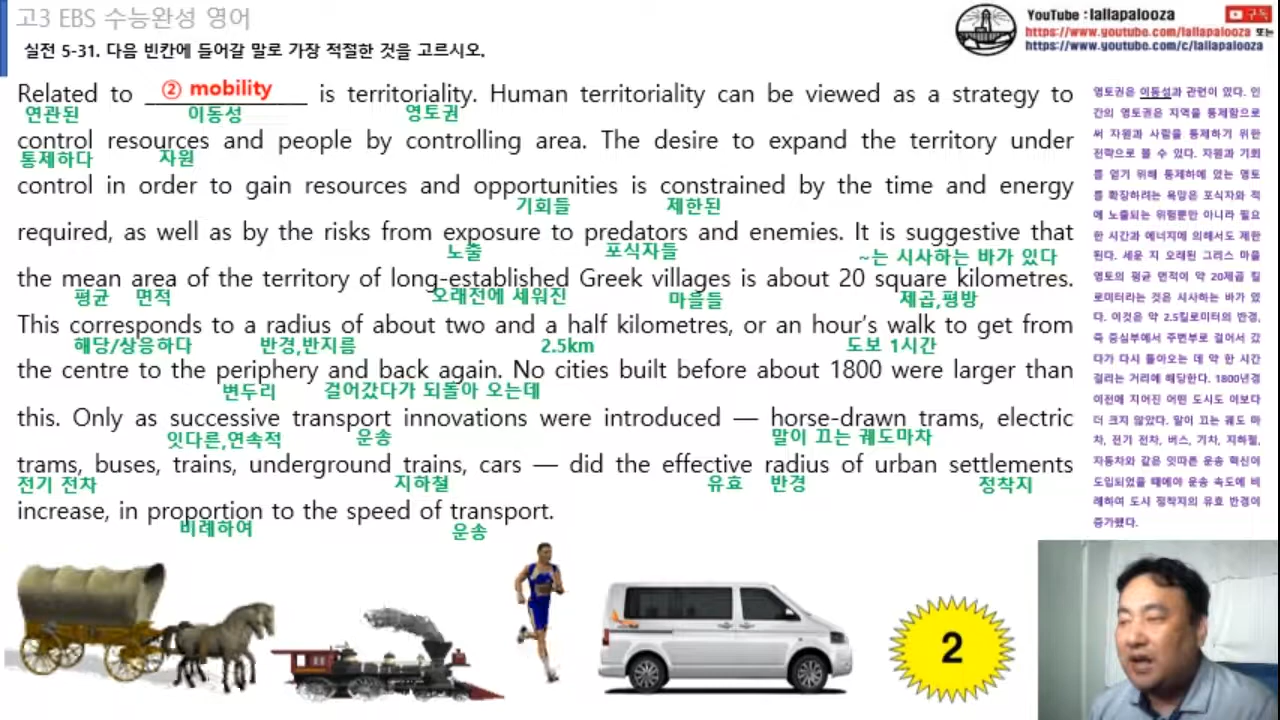 고3 EBS 수능완성 영어
YouTube : lallapalooza
구독
https://www.youtube.com/lallapalooza 또는
https://www.youtube.com/c/lallapalooza
실전 5-31. 다음 빈칸에 들어갈 말로 가장 적절한 것을 고르시오.
Related to ② mobility is territoriality. Human territoriality can be viewed as a strategy to
연관된 이동성 영토권
control resources and people by controlling area. The desire to expand the territory under
통제하다 자원
control in order to gain resources and opportunities is constrained by the time and energy
기회들 제한된
required, as well as by the risks from exposure to predators and enemies. It is suggestive that
노출 포식자들 ~는 시사하는 바가 있다
the mean area of the territory of long-established Greek villages is about 20 square kilometres.
평균 면적 오래전에 세워진 마을들 제곱,평방
This corresponds to a radius of about two and a half kilometres, or an hour's walk to get from
해당/상응하다 반경,반지름 2.5km 도보 1시간
the centre to the periphery and back again. No cities built before about 1800 were larger than
변두리 걸어갔다가 되돌아 오는데
this. Only as successive transport innovations were introduced — horse-drawn trams, electric
잇다른,연속적 운송 말이 끄는 궤도마차
trams, buses, trains, underground trains, cars — did the effective radius of urban settlements
전기 전차 지하철 유효 반경 정착지
increase, in proportion to the speed of transport.
비례하여 운송
영토권은 이동성과 관련이 있다. 인
간의 영토권은 지역을 통제함으로
써 자원과 사람을 통제하기 위한
전략으로 볼 수 있다. 자원과 기회
를 얻기 위해 통제하에 있는 영토
를 확장하려는 욕망은 포식자와 적
에 노출되는 위험뿐만 아니라 필요
한 시간과 에너지에 의해서도 제한
된다. 세운 지 오래된 그리스 마을
영토의 평균 면적이 약 20제곱 킬
로미터라는 것은 시사하는 바가 있
다. 이것은 약 2.5킬로미터의 반경,
즉 중심부에서 주변부로 걸어서 갔
다가 다시 돌아오는 데 약 한 시간
걸리는 거리에 해당한다. 1800년경
이전에 지어진 어떤 도시도 이보다
더 크지 않았다. 말이 끄는 궤도 마
차, 전기 전차, 버스, 기차, 지하철,
자동차와 같은 잇따른 운송 혁신이
도입되었을 때에야 운송 속도에 비
례하여 도시 정착지의 유효 반경이
증가했다.
2